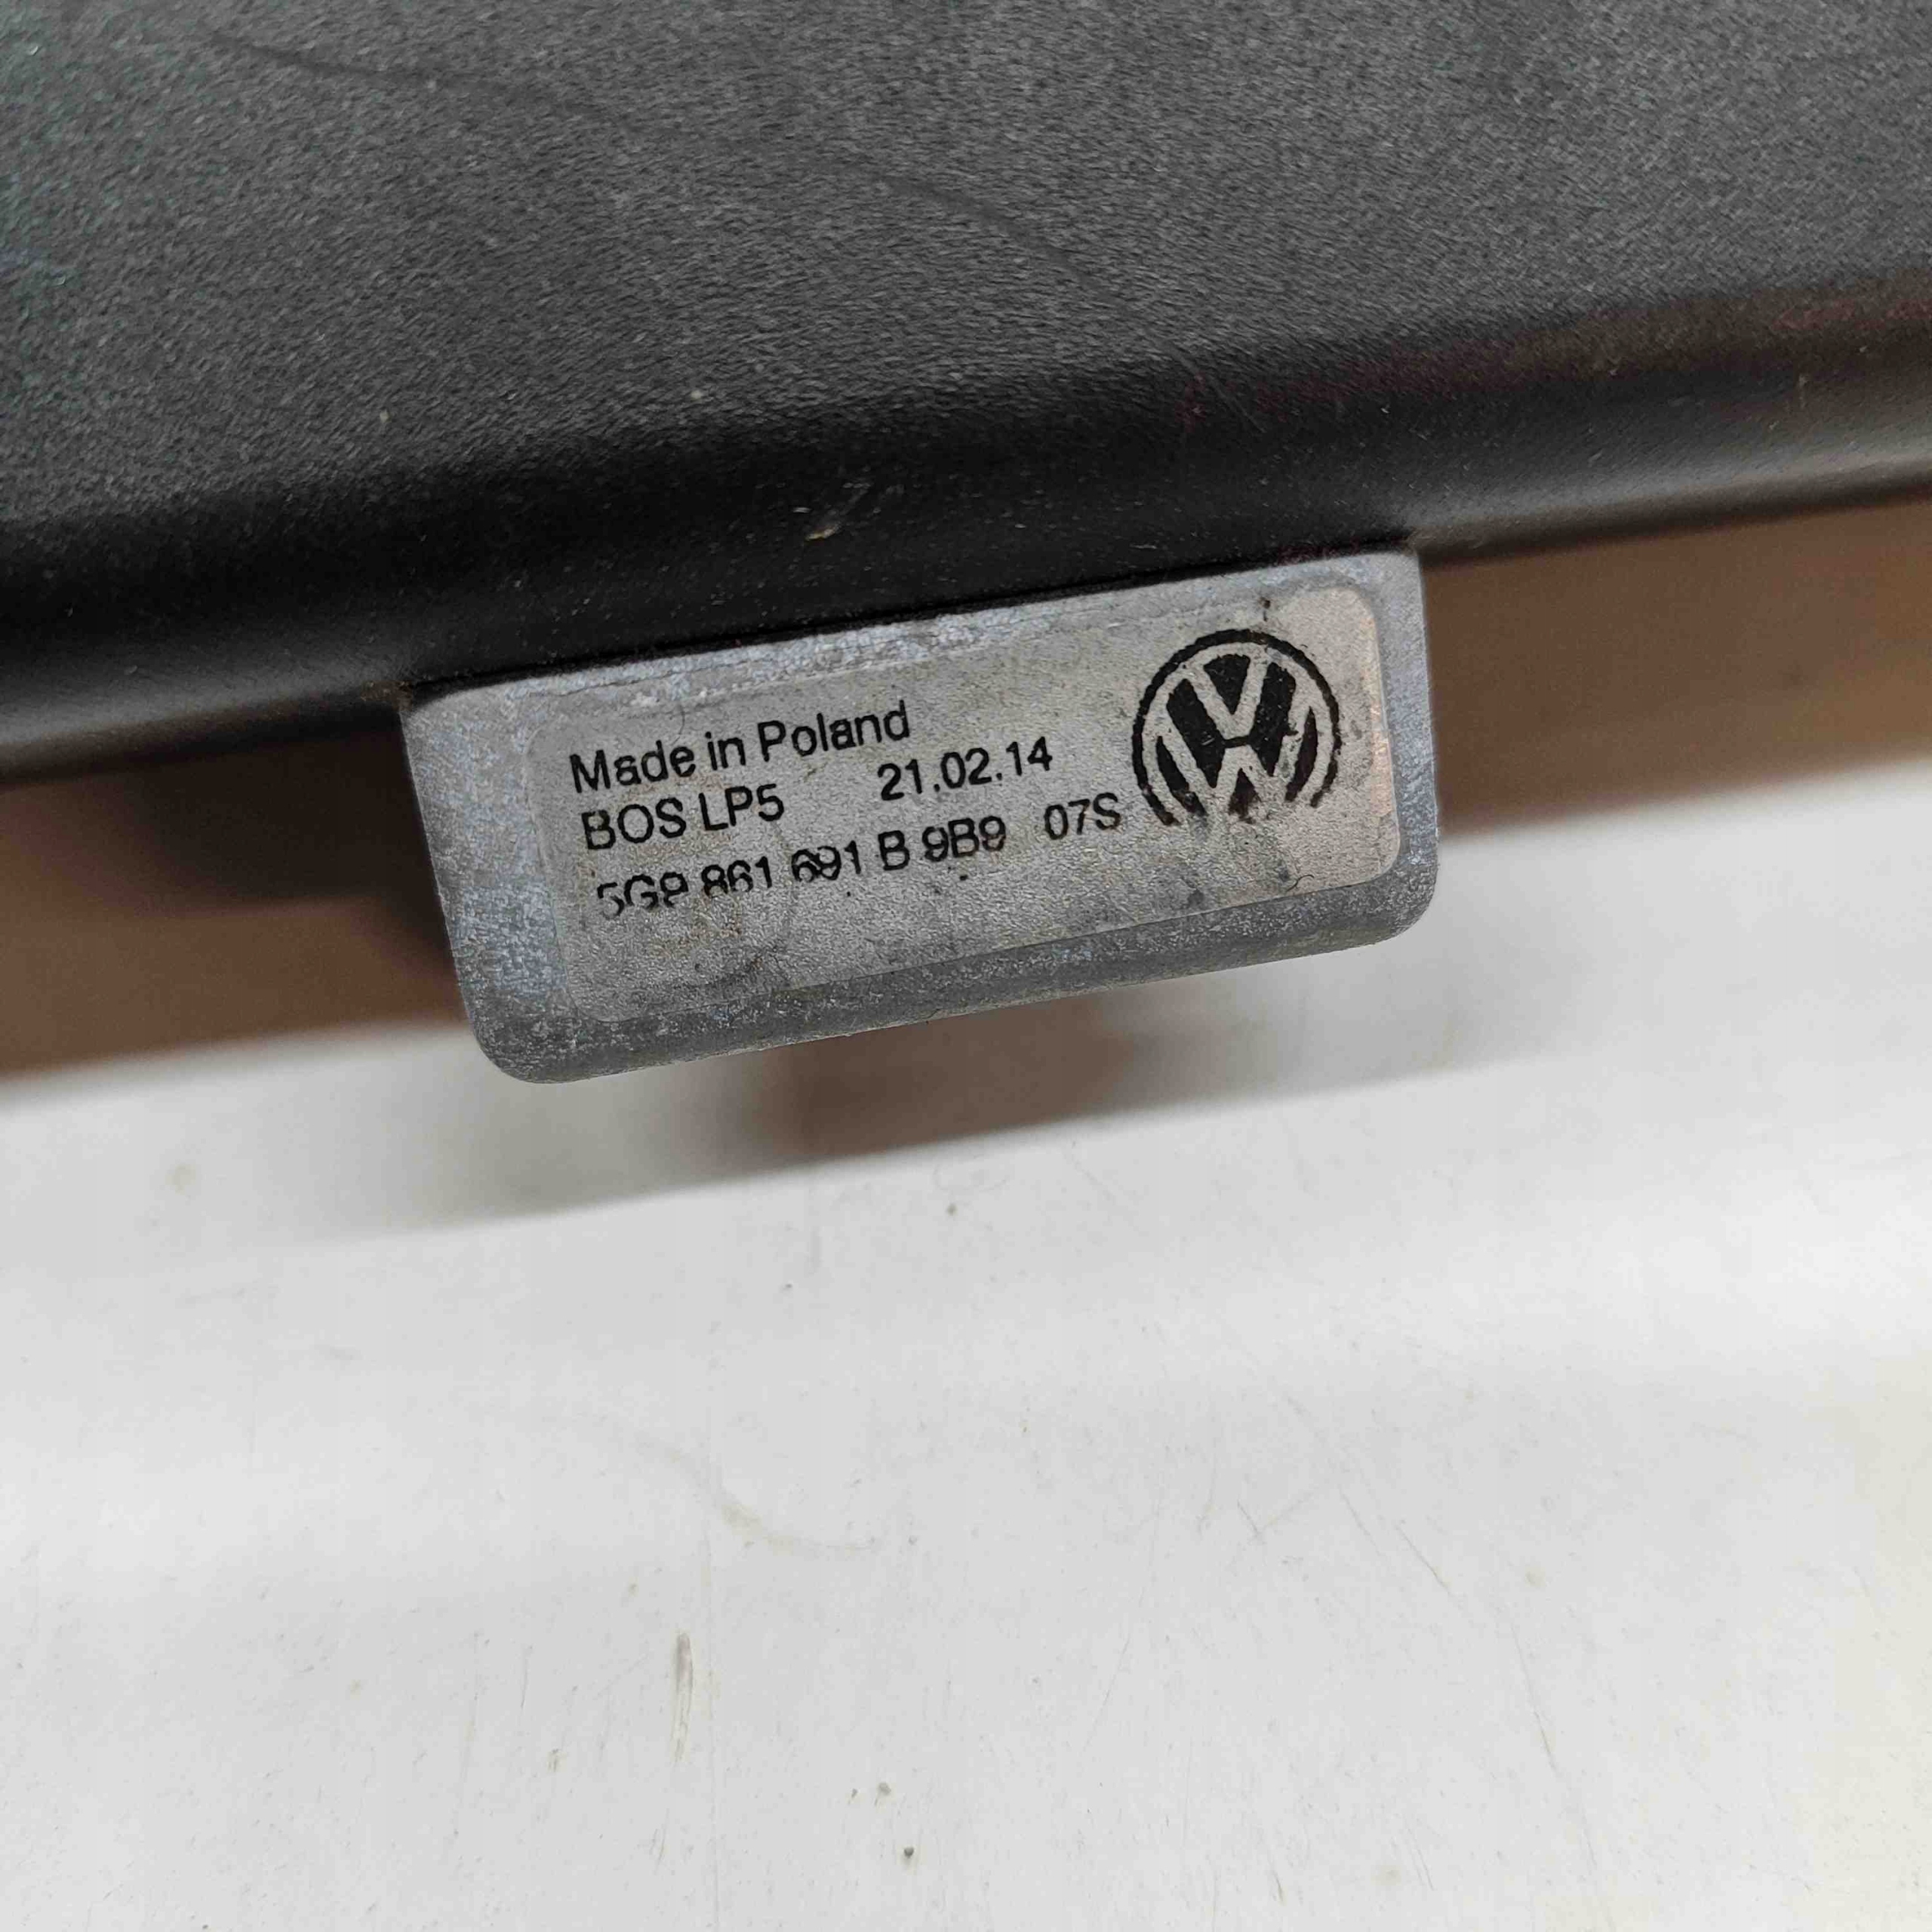 Made in Poland
BOS LP5 21.02.14
5G9 861 691 B 9B9 07S